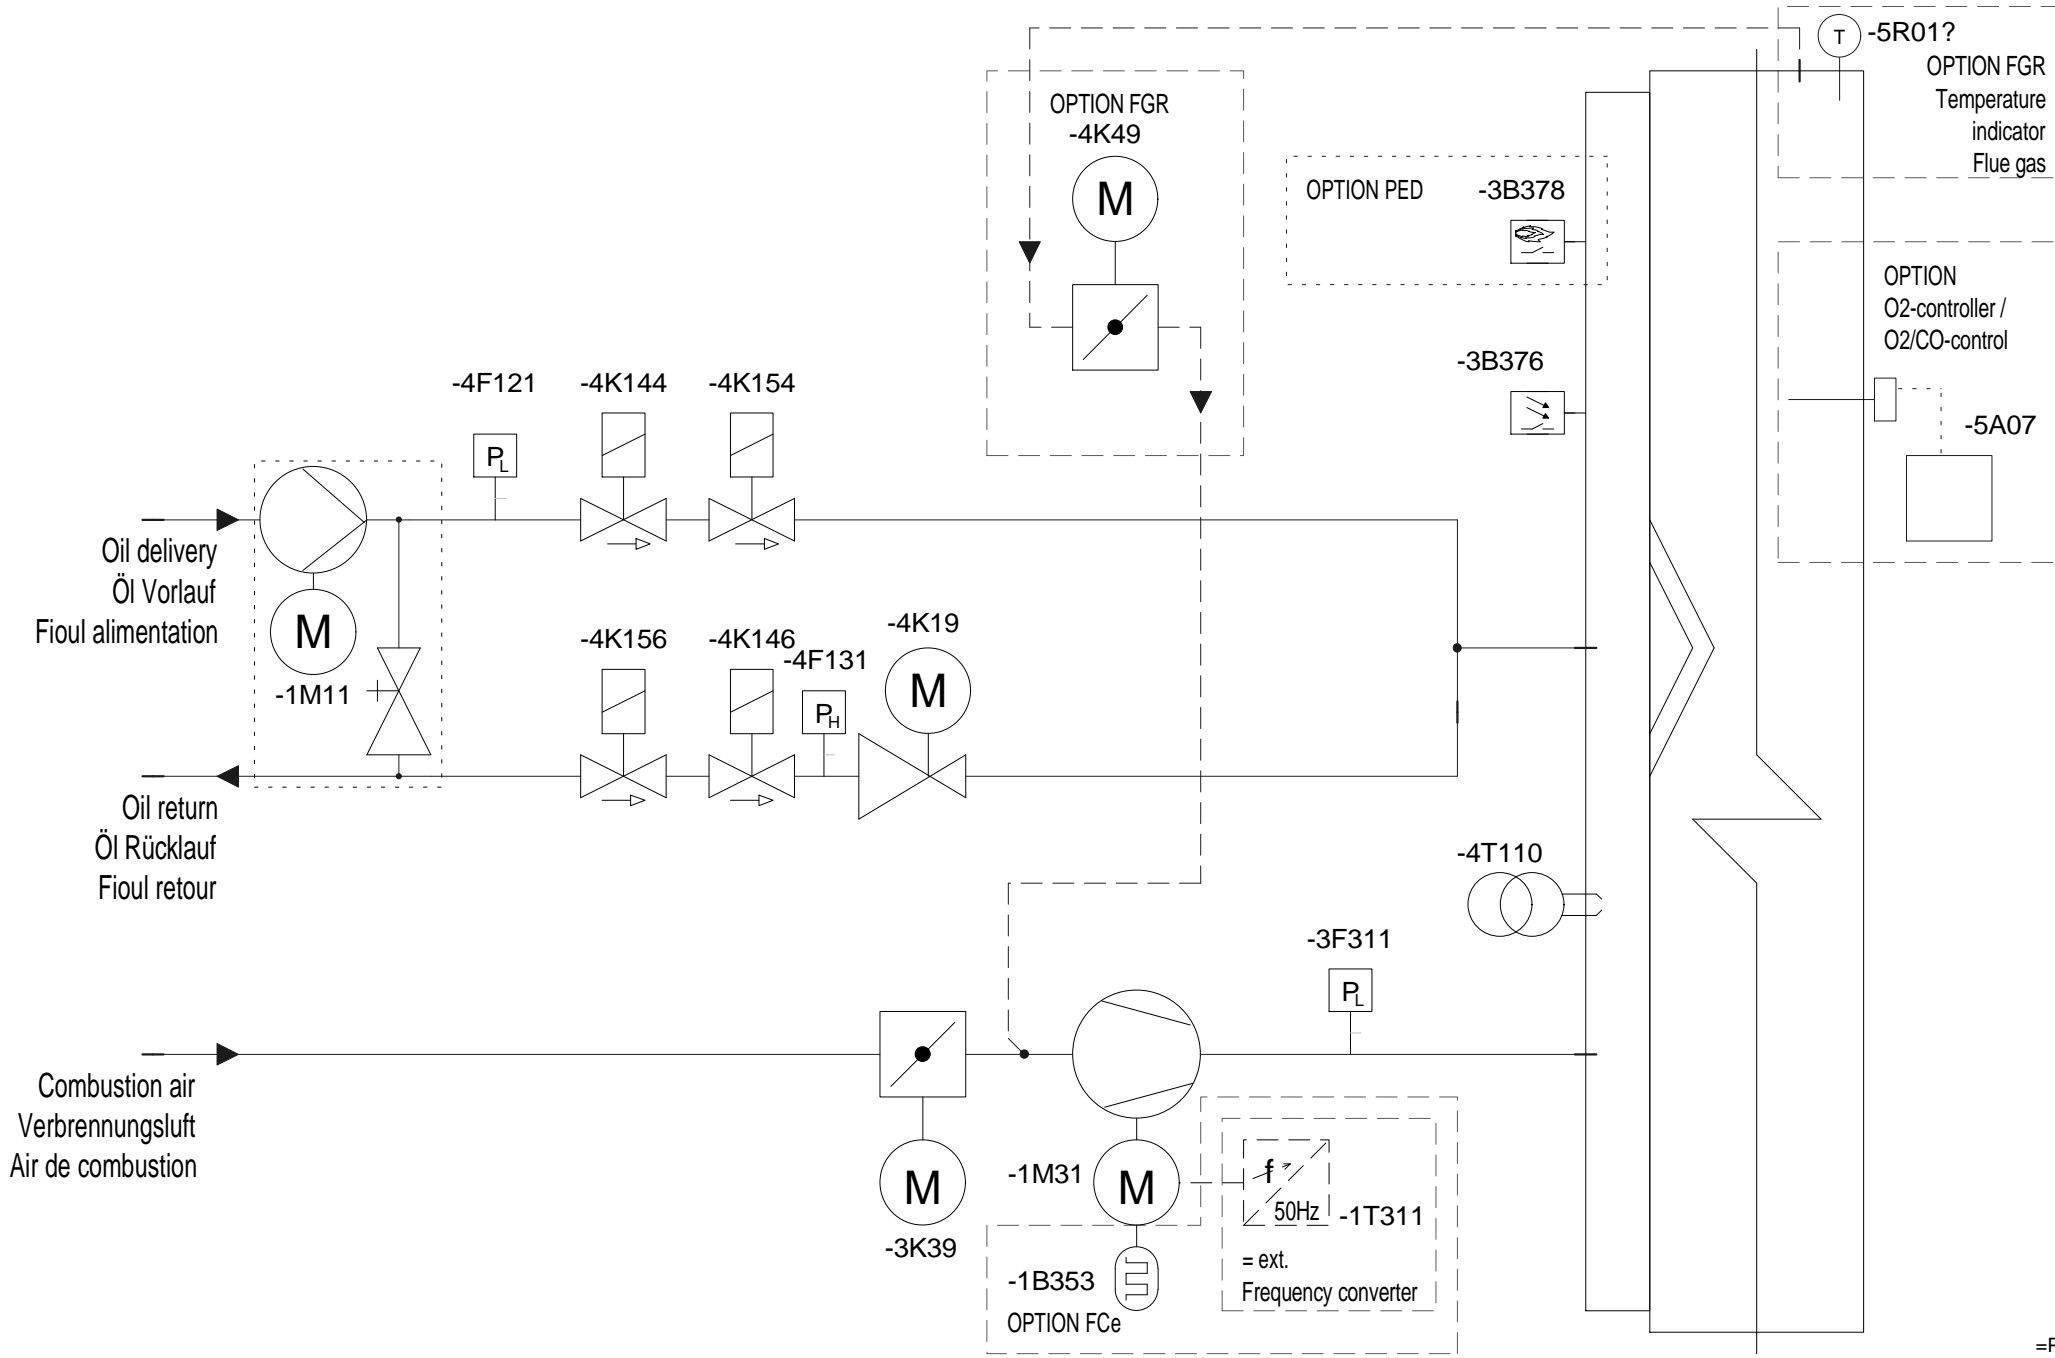 T
-5R01?
OPTION FGR
Temperature
indicator
Flue gas
OPTION FGR
-4K49
M
OPTION PED
-3B378
OPTION
O2-controller /
O2/CO-control
-5A07
-3B376
-4F121
-4K144
-4K154
PL
Oil delivery
Öl Vorlauf
Fioul alimentation
M
-1M11
-4K156
-4K146
-4F131
-4K19
M
PH
Oil return
Öl Rücklauf
Fioul retour
-4T110
-3F311
PL
Combustion air
Verbrennungsluft
Air de combustion
M
-3K39
-1M31
M
f
50Hz
-1T311
= ext.
Frequency converter
-1B353
OPTION FCe